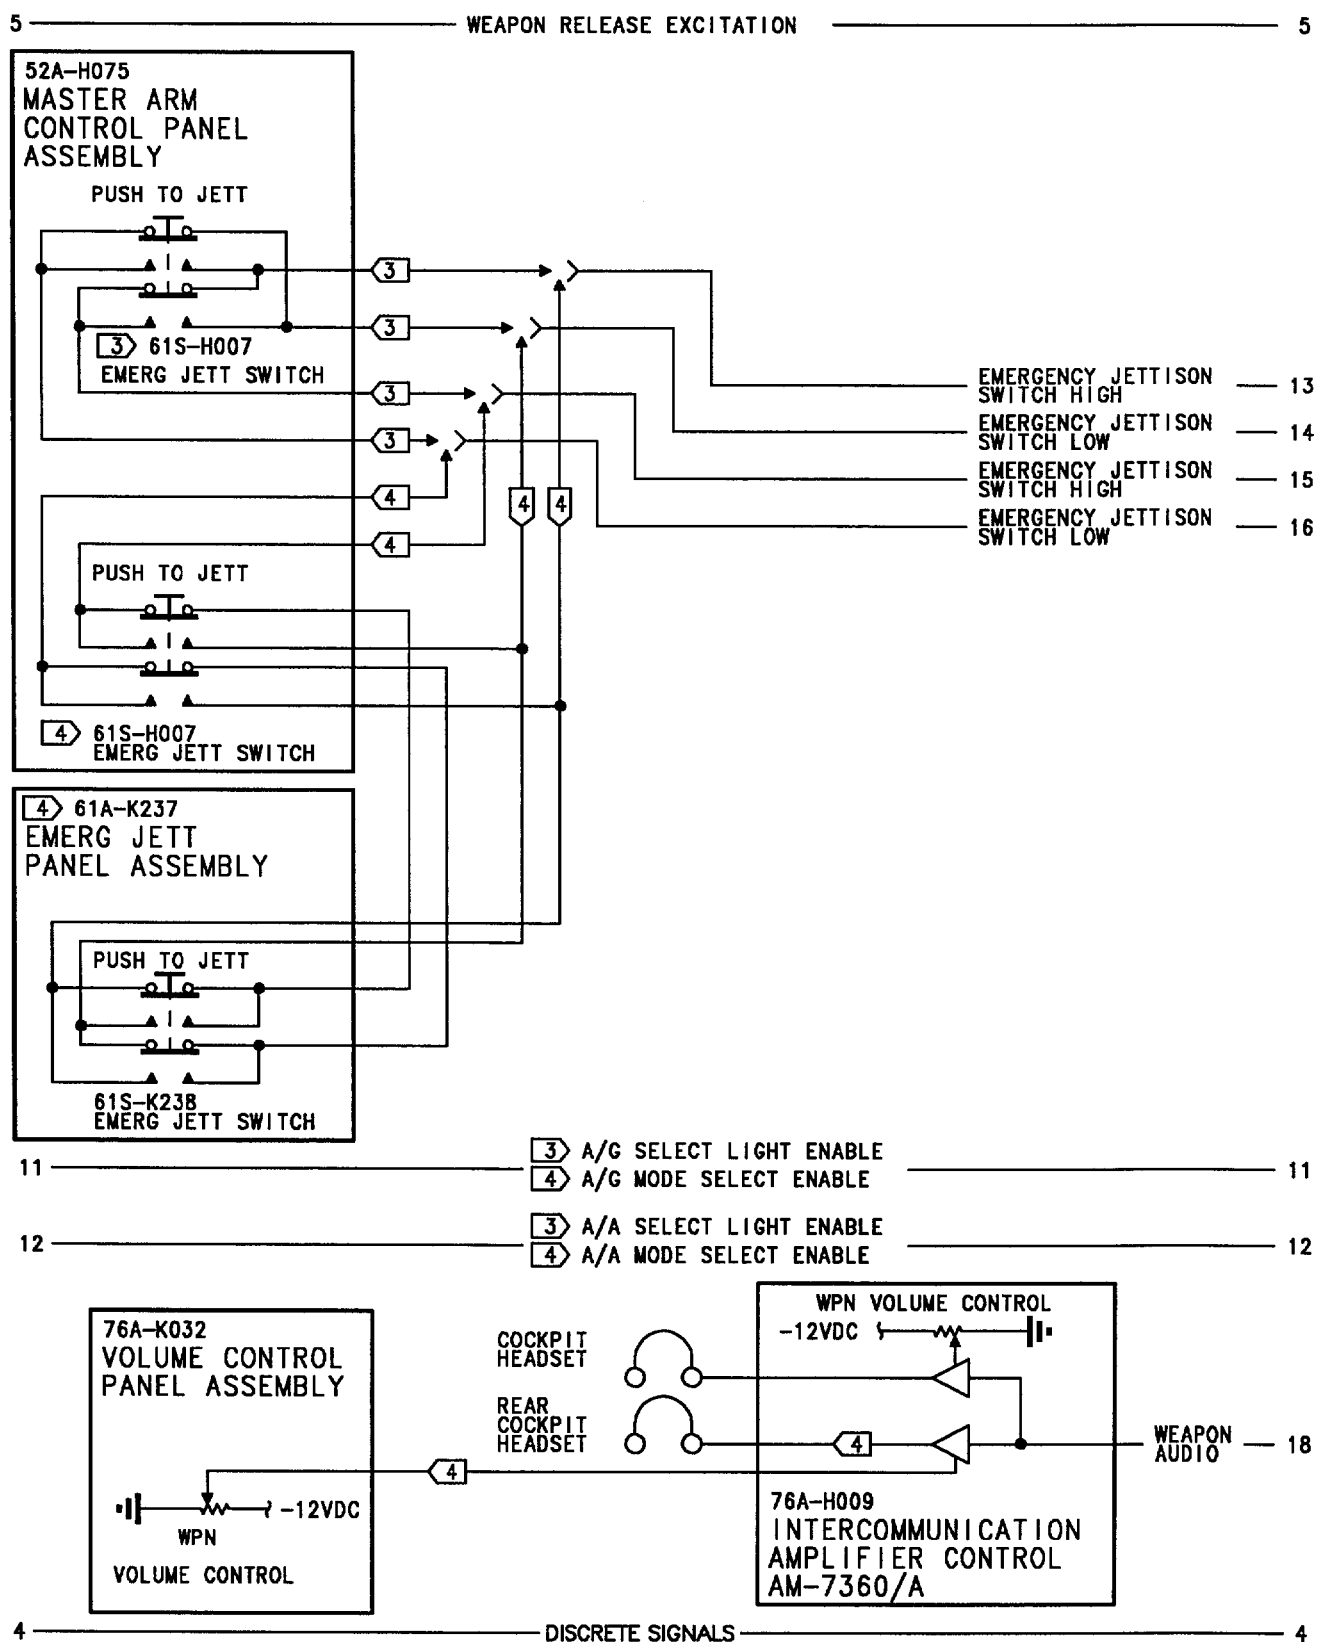 5 WEAPON RELEASE EXCITATION 5
52A-H075
MASTER ARM
CONTROL PANEL
ASSEMBLY
PUSH TO JETT
3
3
3 61S-H007
EMERG JETT SWITCH
3
3
EMERGENCY JETTISON
SWITCH HIGH
13
EMERGENCY JETTISON
SWITCH LOW
14
EMERGENCY JETTISON
SWITCH HIGH
15
EMERGENCY JETTISON
SWITCH LOW
16
4
4
4
4
PUSH TO JETT
4 61S-H007
EMERG JETT SWITCH
4 61A-K237
EMERG JETT
PANEL ASSEMBLY
PUSH TO JETT
61S-K238
EMERG JETT SWITCH
3 A/G SELECT LIGHT ENABLE
11 11
4 A/G MODE SELECT ENABLE
3 A/A SELECT LIGHT ENABLE
12 12
4 A/A MODE SELECT ENABLE
76A-K032
VOLUME CONTROL
PANEL ASSEMBLY
-12VDC
WPN
VOLUME CONTROL
COCKPIT
HEADSET
REAR
COCKPIT
HEADSET
WPN VOLUME CONTROL
-12VDC
4
4
WEAPON
AUDIO
18
76A-H009
INTERCOMMUNICATION
AMPLIFIER CONTROL
AM-7360/A
4 DISCRETE SIGNALS 4